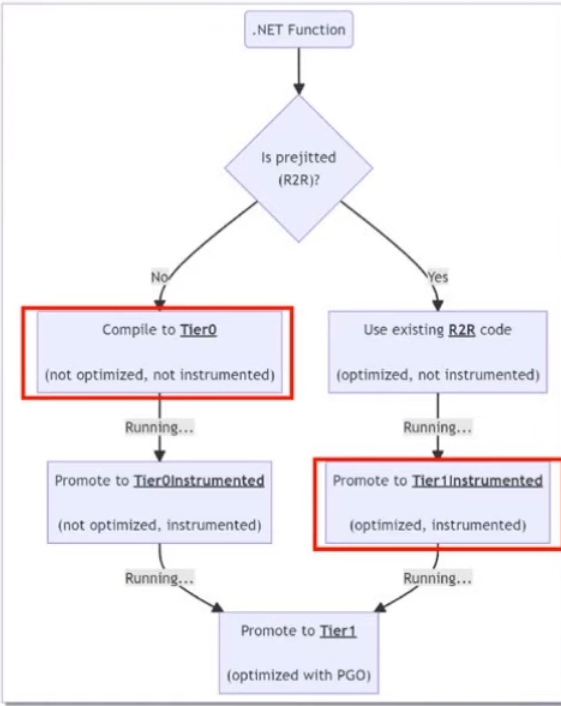 .NET Function
Is prejitted
(R2R)?
No
Yes
Compile to Tier0
(not optimized, not instrumented)
Use existing R2R code
(optimized, not instrumented)
Running...
Running...
Promote to Tier0Instrumented
(not optimized, instrumented)
Promote to Tier1Instrumented
(optimized, instrumented)
Running...
Running...
Promote to Tier1
(optimized with PGO)